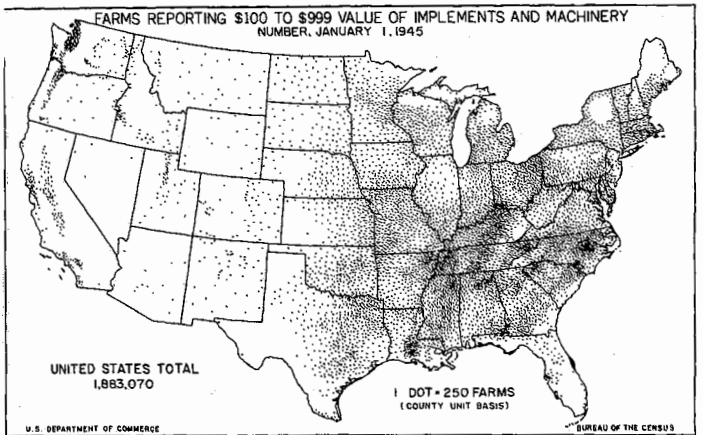 FARMS REPORTING $100 TO $999 VALUE OF IMPLEMENTS AND MACHINERY
NUMBER, JANUARY 1, 1945
UNITED STATES TOTAL
1,883,070
1 DOT = 250 FARMS
(COUNTY UNIT BASIS)
U.S. DEPARTMENT OF COMMERCE
BUREAU OF THE CENSUS